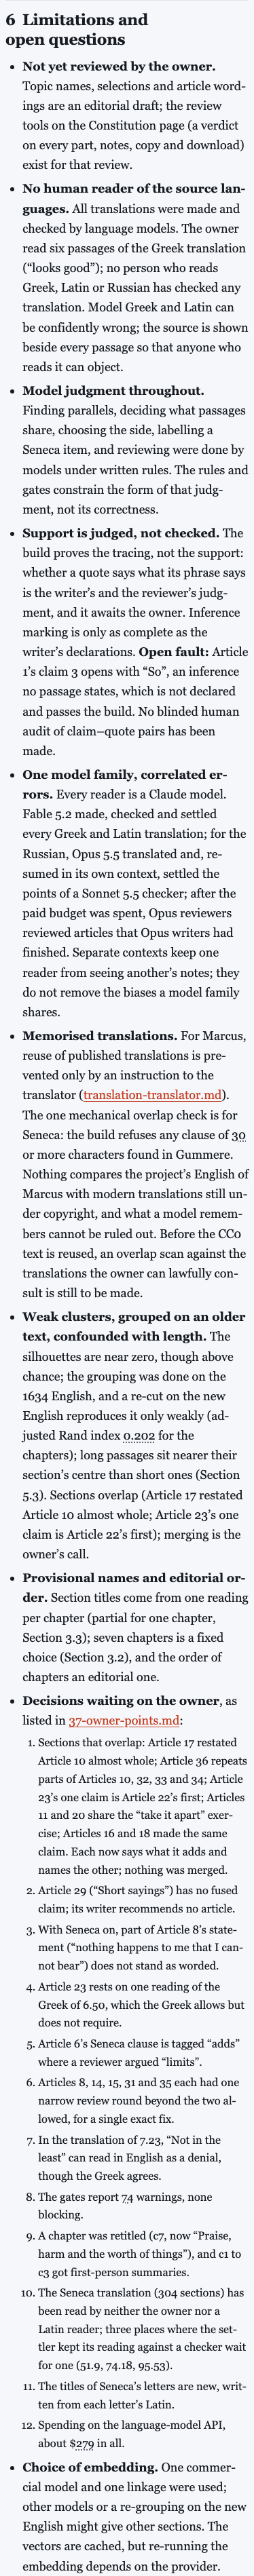 6 Limitations and
open questions
• Not yet reviewed by the owner.
Topic names, selections and article word-
ings are an editorial draft; the review
tools on the Constitution page (a verdict
on every part, notes, copy and download)
exist for that review.
• No human reader of the source lan-
guages. All translations were made and
checked by language models. The owner
read six passages of the Greek translation
(“looks good”); no person who reads
Greek, Latin or Russian has checked any
translation. Model Greek and Latin can
be confidently wrong; the source is shown
beside every passage so that anyone who
reads it can object.
• Model judgment throughout.
Finding parallels, deciding what passages
share, choosing the side, labelling a
Seneca item, and reviewing were done by
models under written rules. The rules and
gates constrain the form of that judg-
ment, not its correctness.
• Support is judged, not checked. The
build proves the tracing, not the support:
whether a quote says what its phrase says
is the writer’s and the reviewer’s judg-
ment, and it awaits the owner. Inference
marking is only as complete as the
writer’s declarations. Open fault: Article
1’s claim 3 opens with “So”, an inference
no passage states, which is not declared
and passes the build. No blinded human
audit of claim–quote pairs has been
made.
• One model family, correlated er-
rors. Every reader is a Claude model.
Fable 5.2 made, checked and settled
every Greek and Latin translation; for the
Russian, Opus 5.5 translated and, re-
sumed in its own context, settled the
points of a Sonnet 5.5 checker; after the
paid budget was spent, Opus reviewers
reviewed articles that Opus writers had
finished. Separate contexts keep one
reader from seeing another’s notes; they
do not remove the biases a model family
shares.
• Memorised translations. For Marcus,
reuse of published translations is pre-
vented only by an instruction to the
translator (translation-translator.md).
The one mechanical overlap check is for
Seneca: the build refuses any clause of 30
or more characters found in Gummere.
Nothing compares the project’s English of
Marcus with modern translations still un-
der copyright, and what a model remem-
bers cannot be ruled out. Before the CC0
text is reused, an overlap scan against the
translations the owner can lawfully con-
sult is still to be made.
• Weak clusters, grouped on an older
text, confounded with length. The
silhouettes are near zero, though above
chance; the grouping was done on the
1634 English, and a re-cut on the new
English reproduces it only weakly (ad-
justed Rand index 0.202 for the
chapters); long passages sit nearer their
section’s centre than short ones (Section
5.3). Sections overlap (Article 17 restated
Article 10 almost whole; Article 23’s one
claim is Article 22’s first); merging is the
owner’s call.
• Provisional names and editorial or-
der. Section titles come from one reading
per chapter (partial for one chapter,
Section 3.3); seven chapters is a fixed
choice (Section 3.2), and the order of
chapters an editorial one.
• Decisions waiting on the owner, as
listed in 37-owner-points.md:
1. Sections that overlap: Article 17 restated
Article 10 almost whole; Article 36 repeats
parts of Articles 10, 32, 33 and 34; Article
23’s one claim is Article 22’s first; Articles
11 and 20 share the “take it apart” exer-
cise; Articles 16 and 18 made the same
claim. Each now says what it adds and
names the other; nothing was merged.
2. Article 29 (“Short sayings”) has no fused
claim; its writer recommends no article.
3. With Seneca on, part of Article 8’s state-
ment (“nothing happens to me that I can-
not bear”) does not stand as worded.
4. Article 23 rests on one reading of the
Greek of 6.50, which the Greek allows but
does not require.
5. Article 6’s Seneca clause is tagged “adds”
where a reviewer argued “limits”.
6. Articles 8, 14, 15, 31 and 35 each had one
narrow review round beyond the two al-
lowed, for a single exact fix.
7. In the translation of 7.23, “Not in the
least” can read in English as a denial,
though the Greek agrees.
8. The gates report 74 warnings, none
blocking.
9. A chapter was retitled (c7, now “Praise,
harm and the worth of things”), and c1 to
c3 got first-person summaries.
10. The Seneca translation (304 sections) has
been read by neither the owner nor a
Latin reader; three places where the set-
tler kept its reading against a checker wait
for one (51.9, 74.18, 95.53).
11. The titles of Seneca’s letters are new, writ-
ten from each letter’s Latin.
12. Spending on the language-model API,
about $279 in all.
• Choice of embedding. One commer-
cial model and one linkage were used;
other models or a re-grouping on the new
English might give other sections. The
vectors are cached, but re-running the
embedding depends on the provider.